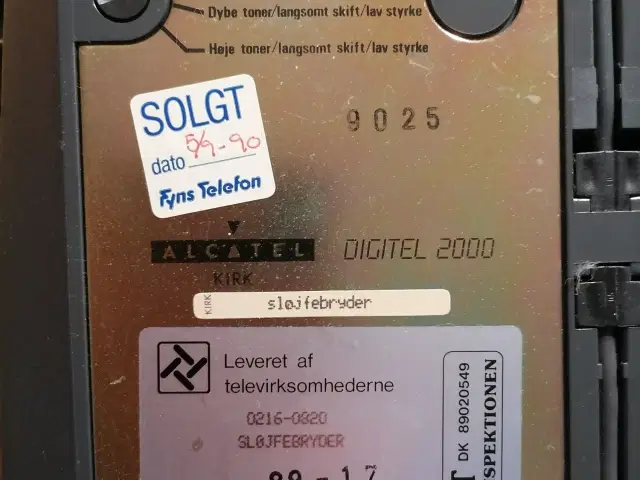 Dybe toner/langsomt skift/lav styrke
Høje toner/langsomt skift/lav styrke
SOLGT
dato 5/9-90
Fyns Telefon
9025
ALCATEL DIGITEL 2000
KIRK
KIRK sløjfebryder
Leveret af
televirksomhederne
0216-0820
SLØJFEBRYDER
DK 89020549